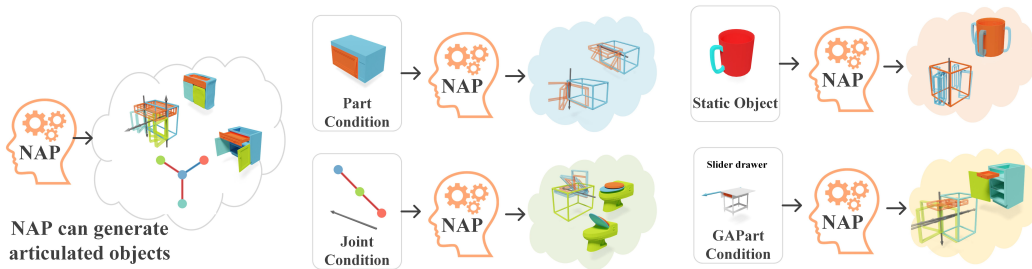 NAP
NAP can generate
articulated objects
Part
Condition
NAP
Joint
Condition
NAP
Static Object
NAP
Slider drawer
GAPart
Condition
NAP